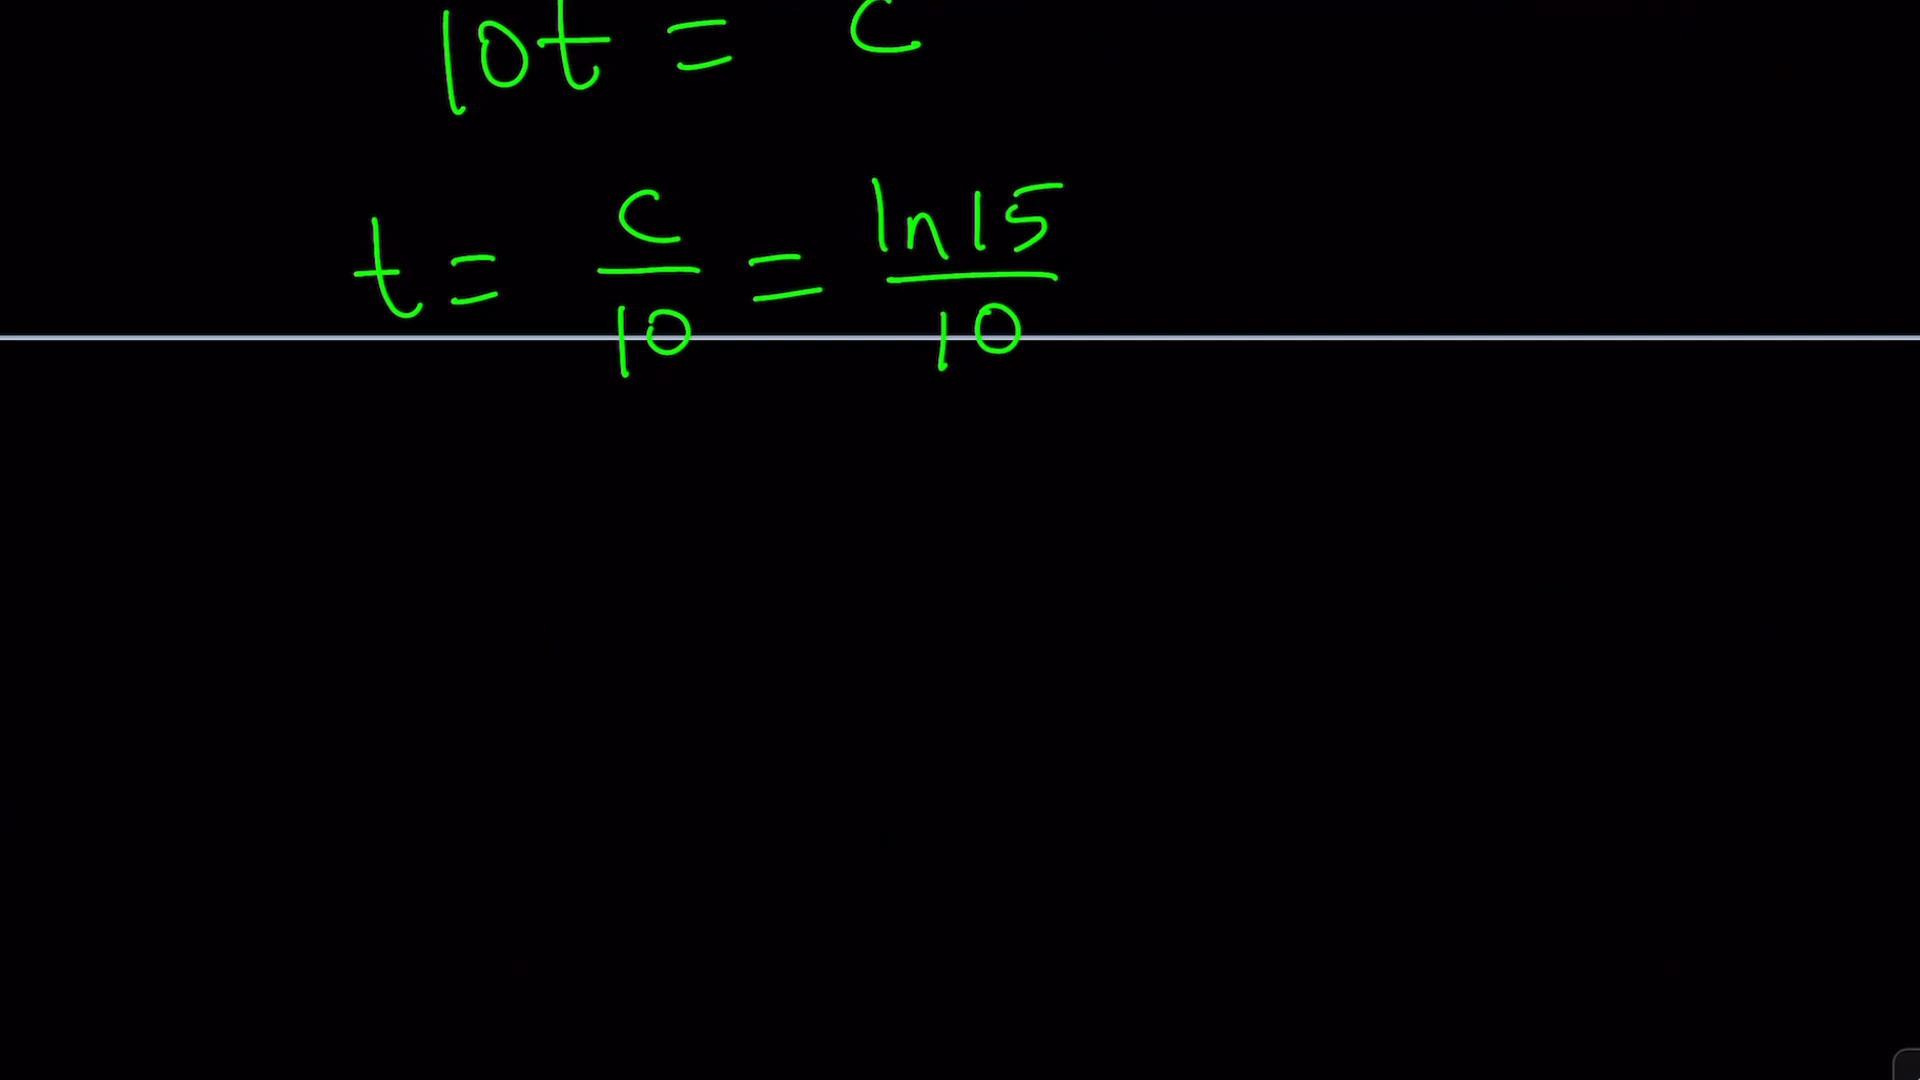 10t = c
t = c/10 = ln15/10